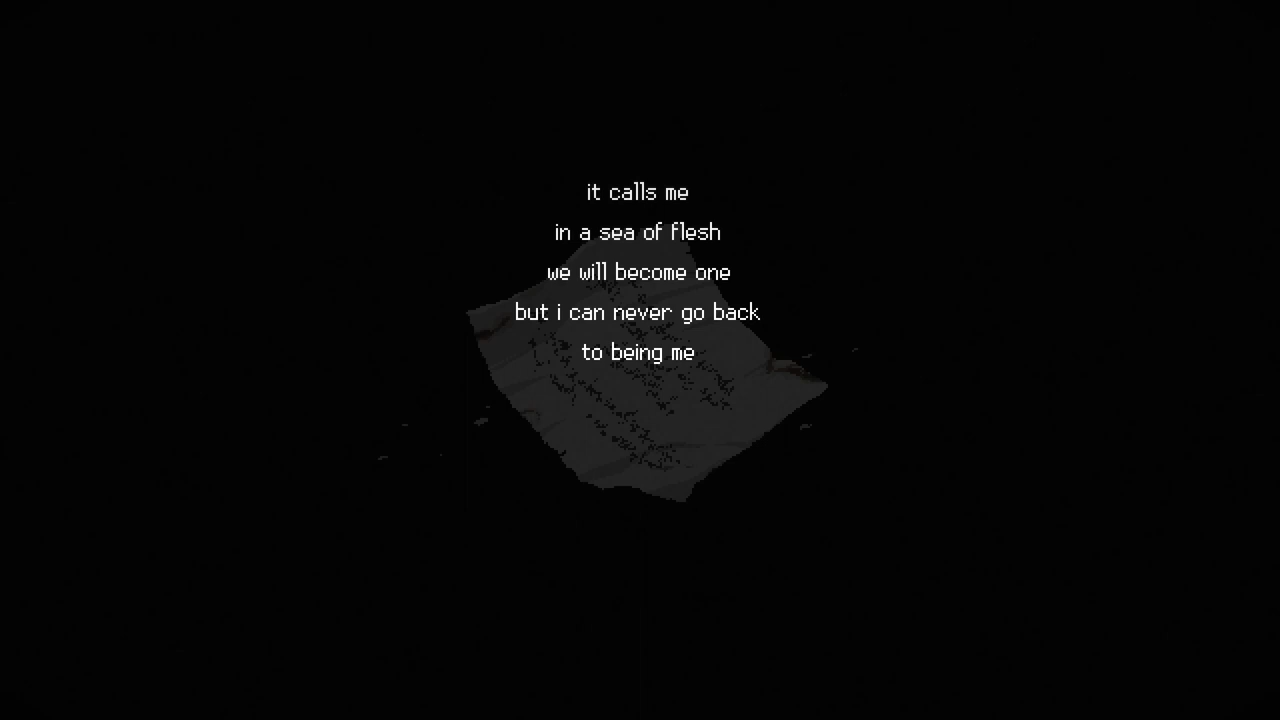 it calls me
in a sea of flesh
we will become one
but i can never go back
to being me